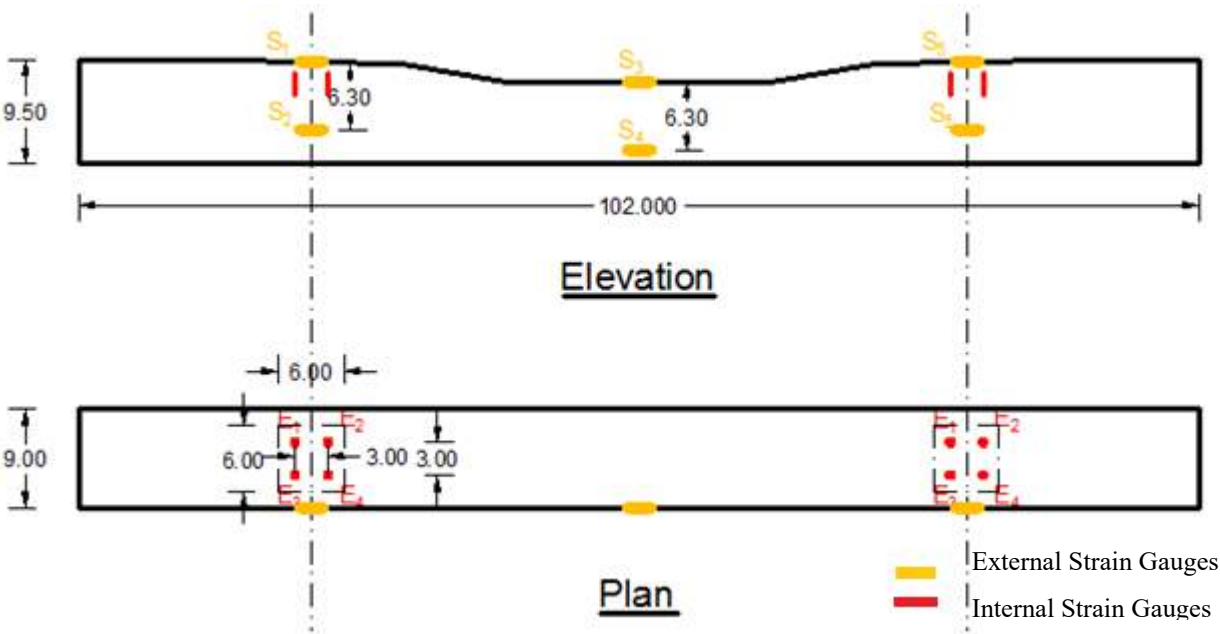 S1
S3
S5
9.50
6.30
S2
6.30
S4
S5
102.000
Elevation
6.00
9.00
E1
E2
6.00
3.00
3.00
E3
E4
E1
E2
E3
E4
Plan
External Strain Gauges
Internal Strain Gauges